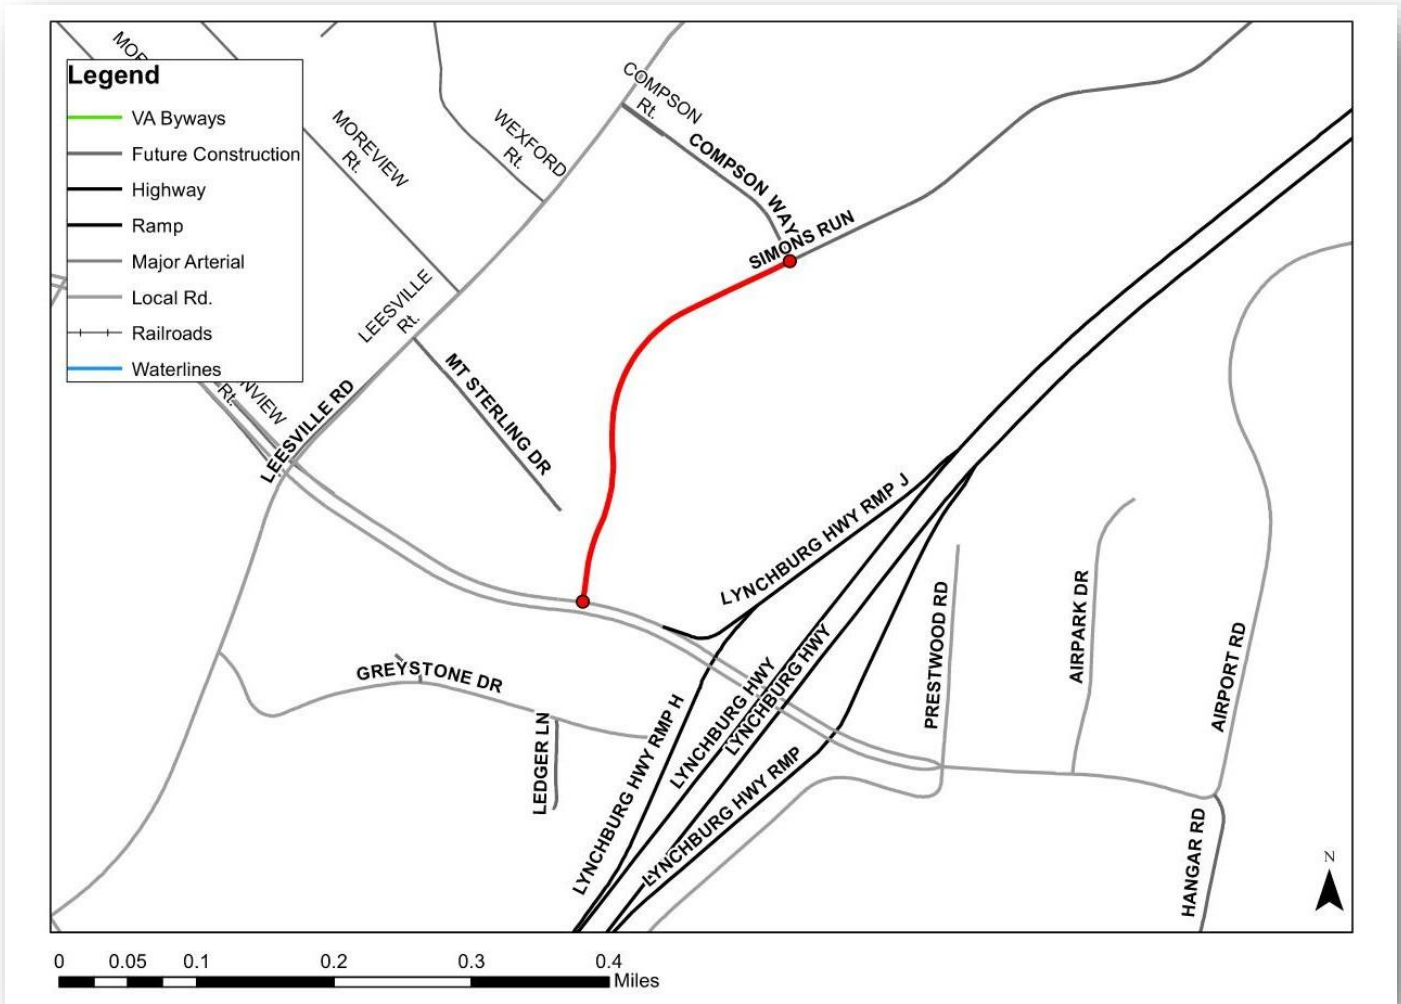 MOR
Legend
VA Byways
Future Construction
Highway
Ramp
Major Arterial
Local Rd.
Railroads
Waterlines
MOREVIEW
Rt.
WEXFORD
Rt.
COMPSON
Rt.
COMPSON WAY
SIMONS RUN
LEESVILLE
Rt.
NVIEW
Rt.
LEESVILLE RD
MT STERLING DR
LYNCHBURG HWY RMP J
GREYSTONE DR
LEDGER LN
LYNCHBURG HWY RMP H
LYNCHBURG HWY
LYNCHBURG HWY
LYNCHBURG HWY RMP
PRESTWOOD RD
AIRPARK DR
AIRPORT RD
HANGAR RD
N
0 0.05 0.1 0.2 0.3 0.4
Miles